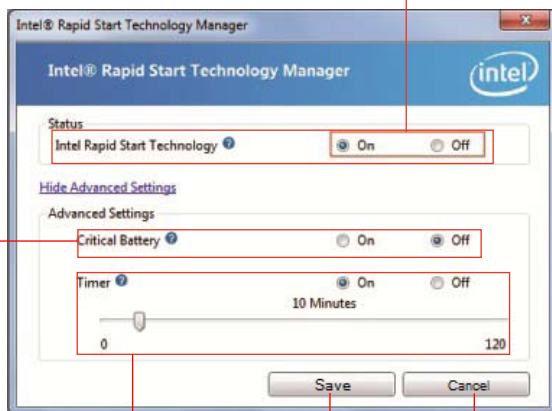 Intel® Rapid Start Technology Manager
Intel® Rapid Start Technology Manager
intel
Status
Intel Rapid Start Technology ? On Off
Hide Advanced Settings
Advanced Settings
Critical Battery ? On Off
Timer ? On Off
10 Minutes
0 120
Save Cancel